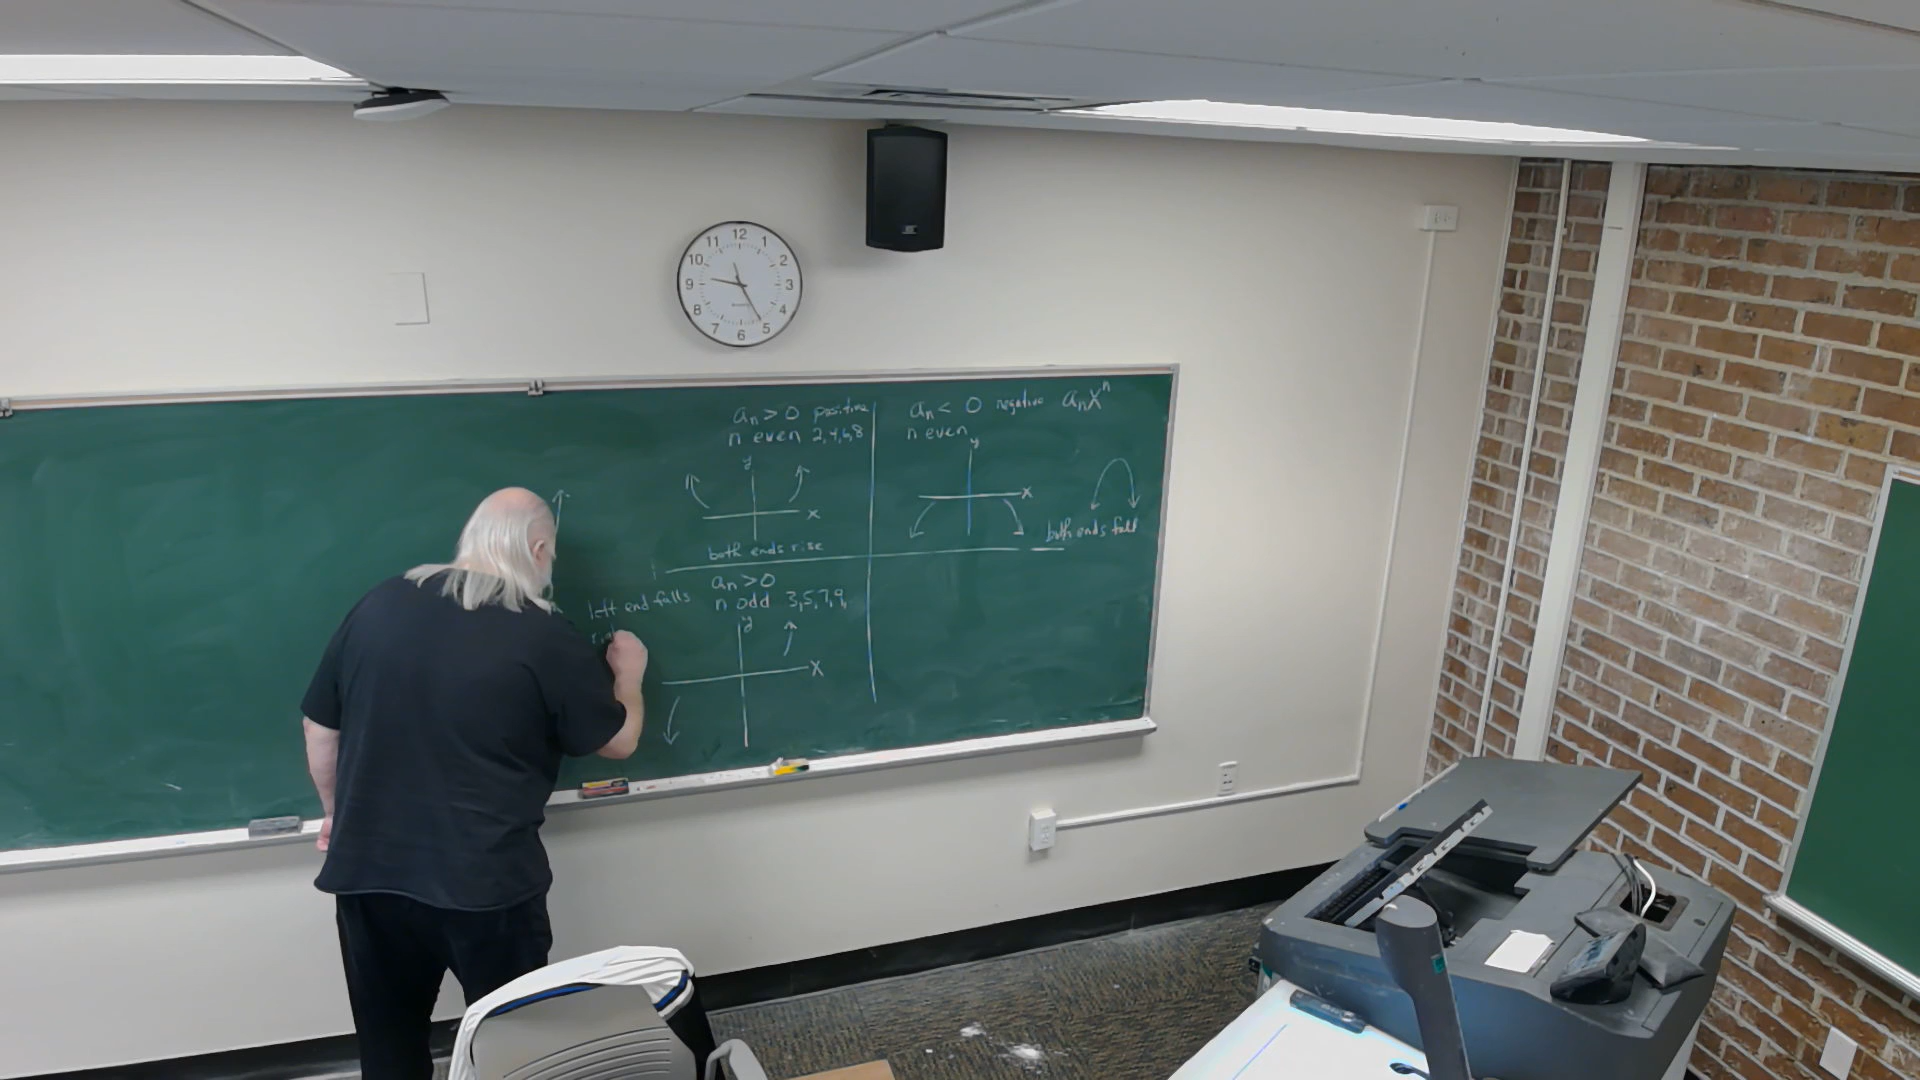 12
1
2
3
4
5
6
7
8
9
10
11
an > 0 positive
n even 2,4,6,8
y
x
both ends rise
an < 0 negative
anXⁿ
n even
y
x
both ends fall
an > 0
n odd 3,5,7,9,
y
X
left end falls